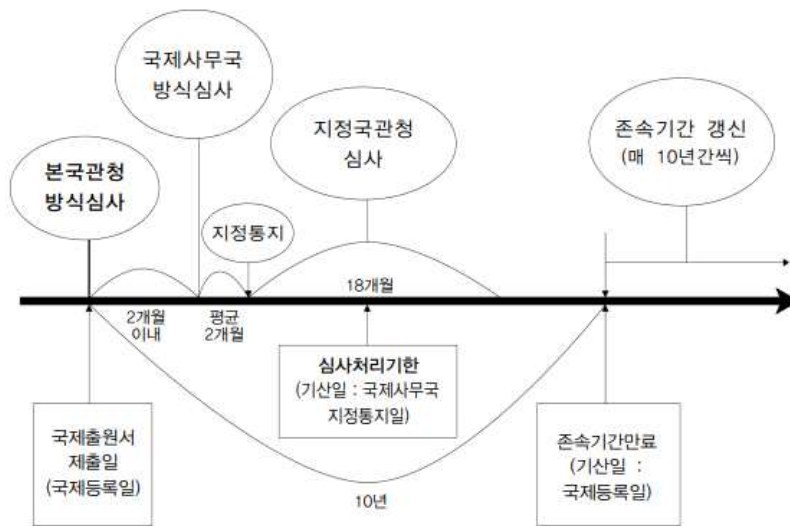 국제사무국
방식심사
본국관청
방식심사
지정통지
지정국관청
심사
존속기간 갱신
(매 10년간씩)
18개월
2개월
이내
평균
2개월
심사처리기한
(기산일 : 국제사무국
지정통지일)
국제출원서
제출일
(국제등록일)
존속기간만료
(기산일 :
국제등록일)
10년